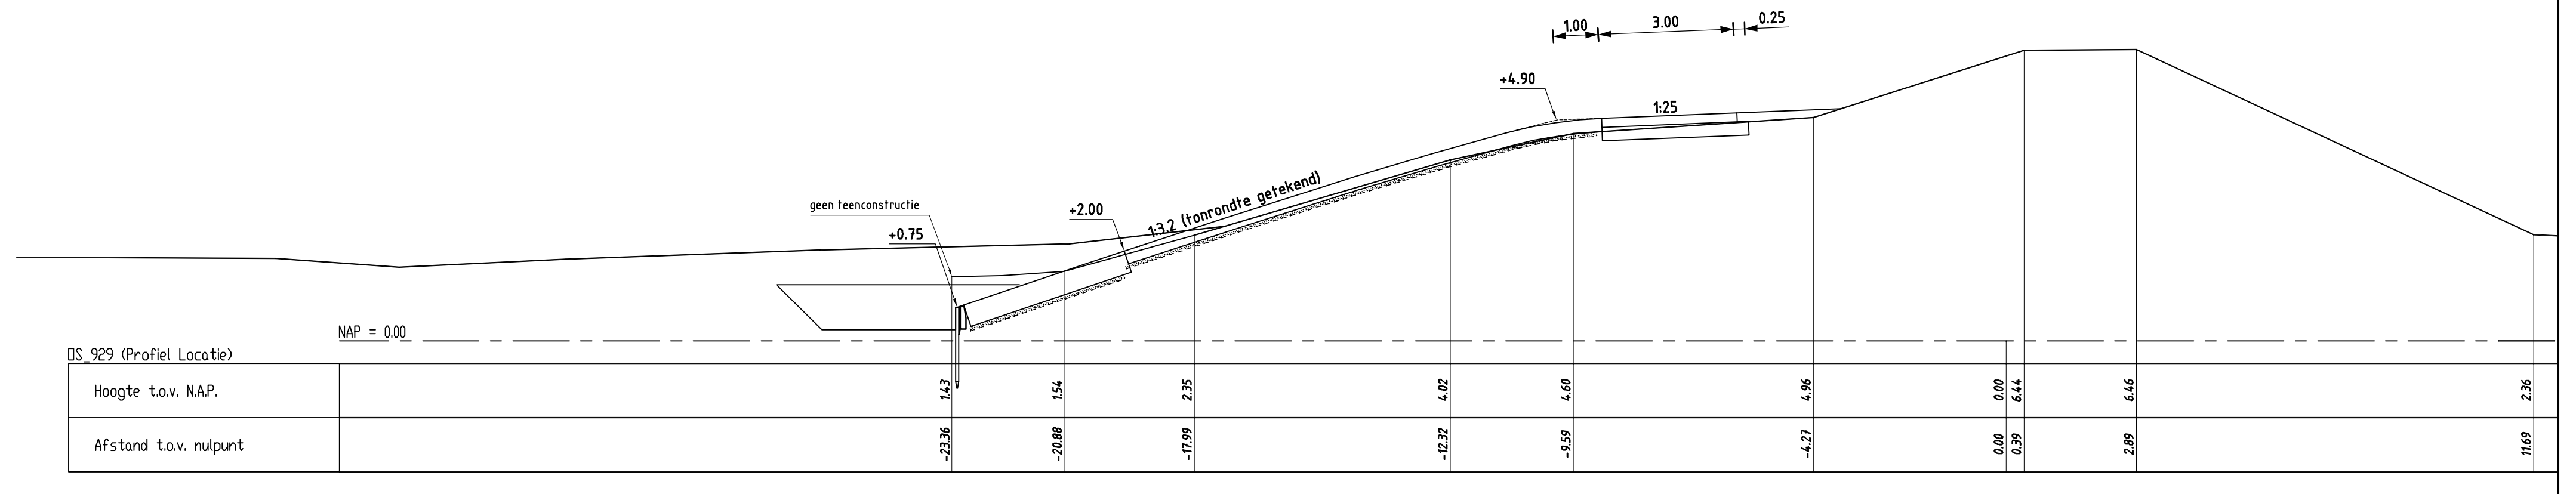 1.00 3.00 0.25
+4.90
1:25
1:3.2 (tonrondte getekend)
geen teenconstructie
+2.00
+0.75
NAP = 0.00
S_929 (Profiel Locatie)
Hoogte t.o.v. N.A.P. 1.43 1.54 2.35 4.02 4.60 4.96 0.00 6.44 6.46 2.36
Afstand t.o.v. nulpunt -23.36 -20.88 -17.99 -12.32 -9.59 -4.27 0.00 0.39 2.89 11.69